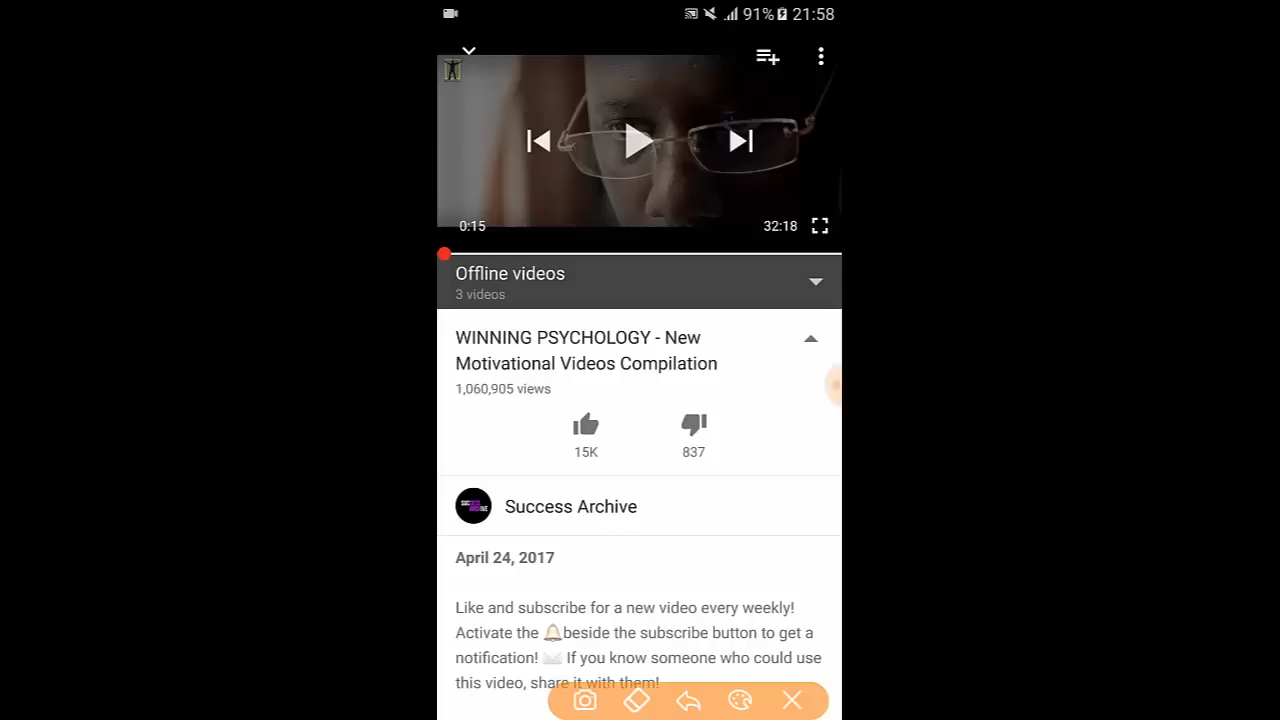 91% 21:58
0:15
32:18
Offline videos
3 videos
WINNING PSYCHOLOGY - New
Motivational Videos Compilation
1,060,905 views
15K
837
SUCCESS
ARCHIVE
Success Archive
April 24, 2017
Like and subscribe for a new video every weekly!
Activate the 🔔beside the subscribe button to get a
notification! ✉️ If you know someone who could use
this video, share it with them!